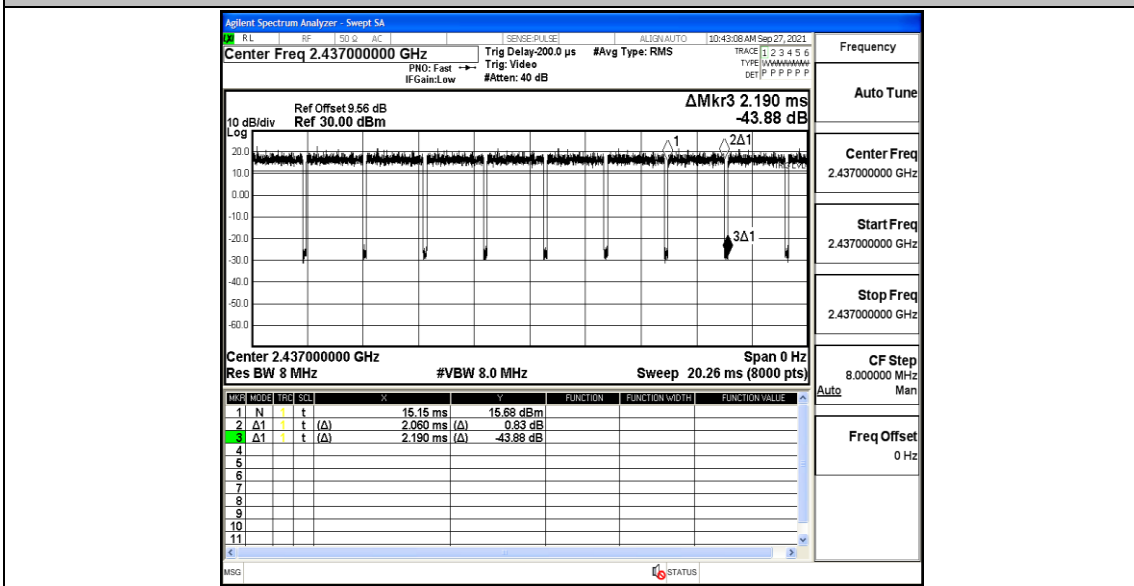 Agilent Spectrum Analyzer - Swept SA
RL RF 50 Ω AC SENSE:PULSE ALIGNAUTO 10:43:08 AM Sep 27, 2021
Center Freq 2.437000000 GHz
PNO: Fast
IFGain:Low
Trig Delay-200.0 µs
Trig: Video
#Atten: 40 dB
#Avg Type: RMS
TRACE 1 2 3 4 5 6
TYPE
DET P P P P P P
Ref Offset 9.56 dB
10 dB/div Ref 30.00 dBm
Log
ΔMkr3 2.190 ms
-43.88 dB
20.0
10.0
0.00
-10.0
-20.0
-30.0
-40.0
-50.0
-60.0
1
2Δ1
3Δ1
Center 2.437000000 GHz Span 0 Hz
Res BW 8 MHz #VBW 8.0 MHz Sweep 20.26 ms (8000 pts)
MKR MODE TRC SCL X Y FUNCTION FUNCTION WIDTH FUNCTION VALUE
1 N 1 t 15.15 ms 15.68 dBm
2 Δ1 1 t (Δ) 2.060 ms (Δ) 0.83 dB
3 Δ1 1 t (Δ) 2.190 ms (Δ) -43.88 dB
4
5
6
7
8
9
10
11
MSG STATUS
Frequency
Auto Tune
Center Freq
2.437000000 GHz
Start Freq
2.437000000 GHz
Stop Freq
2.437000000 GHz
CF Step
8.000000 MHz
Auto Man
Freq Offset
0 Hz